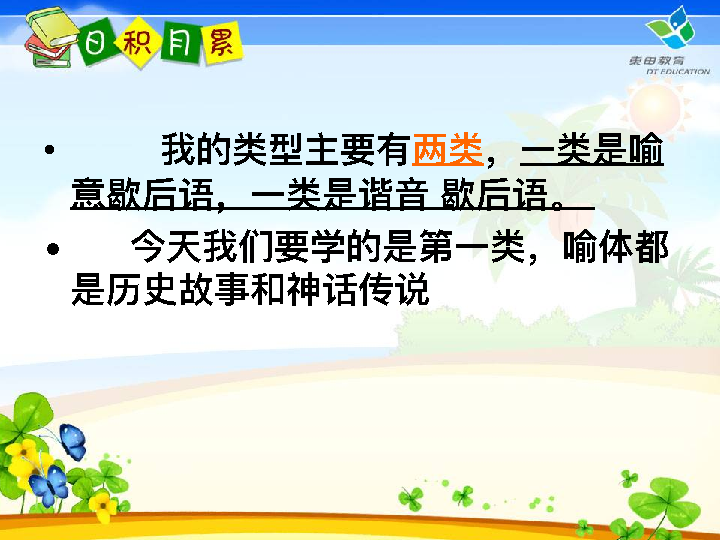 日积月累
奥田教育
DT EDUCATION
• 我的类型主要有两类，一类是喻
意歇后语，一类是谐音 歇后语。
• 今天我们要学的是第一类，喻体都
是历史故事和神话传说